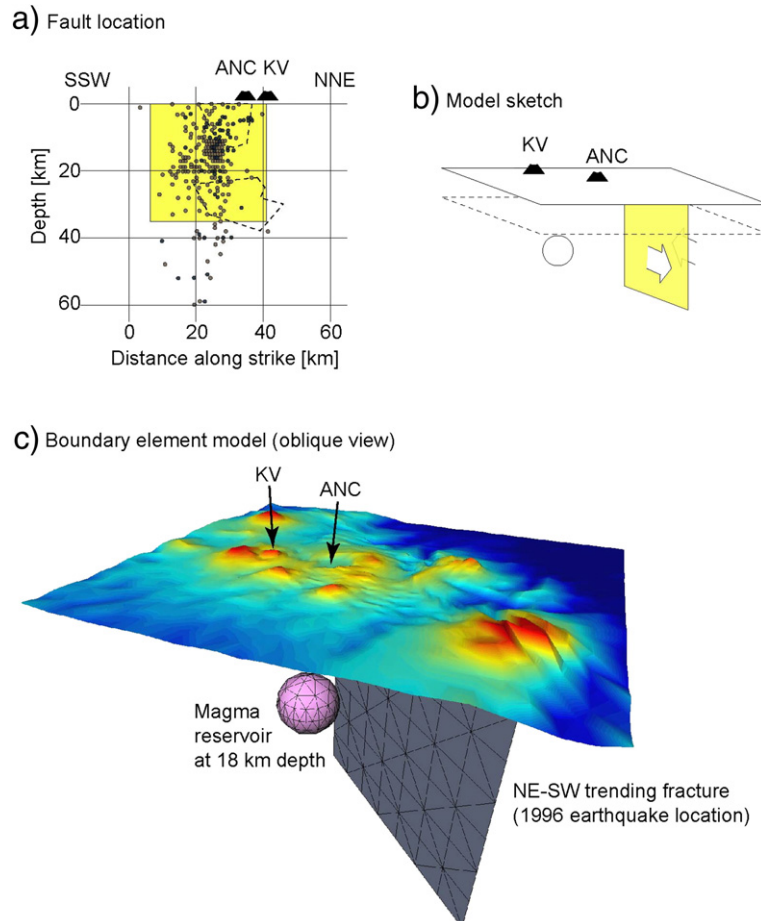 a) Fault location
ANC KV
SSW NNE
0
20
40
60
Depth [km]
0 20 40 60
Distance along strike [km]
b) Model sketch
KV
ANC
c) Boundary element model (oblique view)
KV
ANC
Magma
reservoir
at 18 km depth
NE-SW trending fracture
(1996 earthquake location)